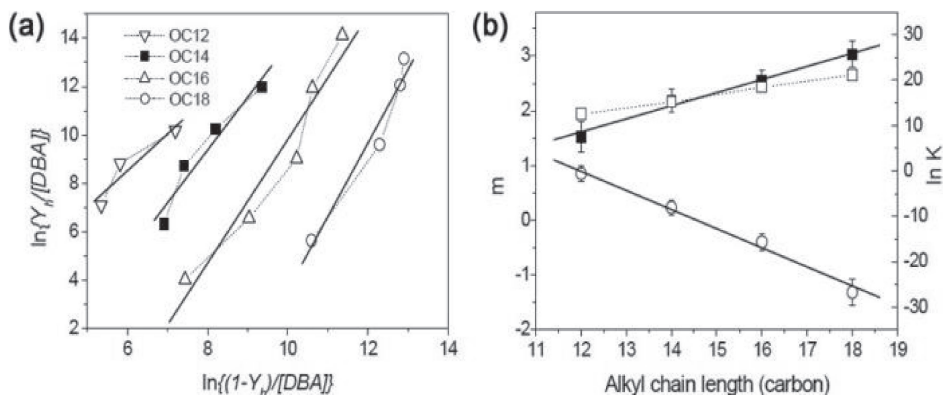 (a)
OC12
OC14
OC16
OC18
14
12
10
8
6
4
2
ln{Yₕ/[DBA]}
6 8 10 12 14
ln{(1-Yₕ)/[DBA]}
(b)
3
2
1
0
-1
-2
m
30
20
10
0
-10
-20
-30
ln K
11 12 13 14 15 16 17 18 19
Alkyl chain length (carbon)